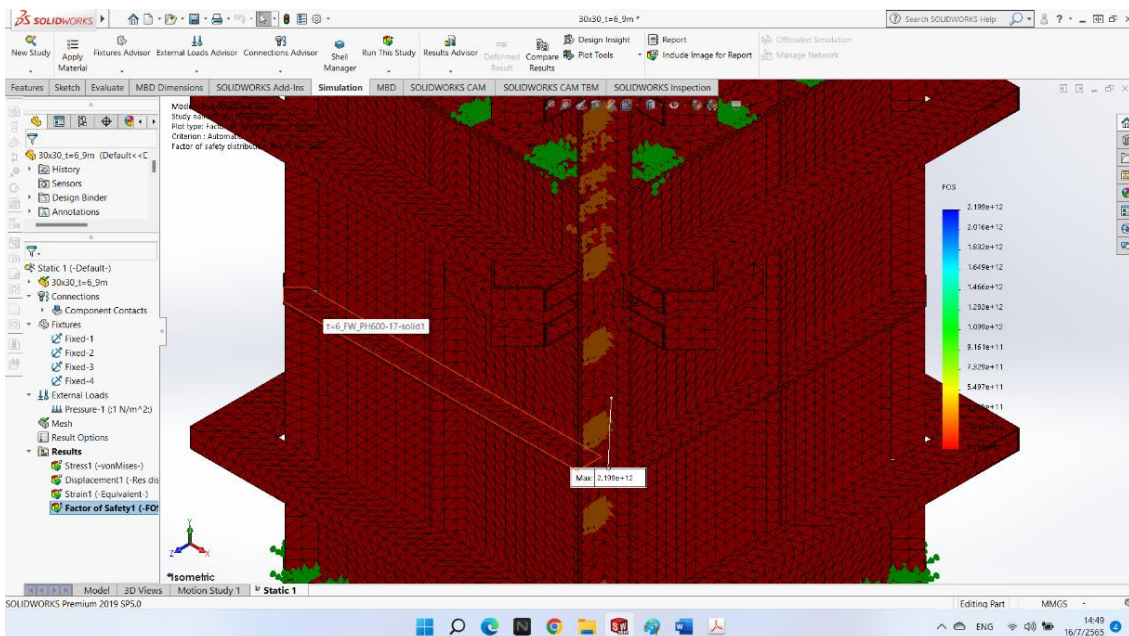 SOLIDWORKS
30x30_t=6_9m *
Search SOLIDWORKS Help
New Study
Apply Material
Fixtures Advisor
External Loads Advisor
Connections Advisor
Shell Manager
Run This Study
Results Advisor
Deformed Result
Compare Results
Design Insight
Plot Tools
Report
Include Image for Report
Offloaded Simulation
Manage Network
Features
Sketch
Evaluate
MBD Dimensions
SOLIDWORKS Add-Ins
Simulation
MBD
SOLIDWORKS CAM
SOLIDWORKS CAM TBM
SOLIDWORKS Inspection
30x30_t=6_9m (Default<<D
History
Sensors
Design Binder
Annotations
Static 1 (-Default-)
30x30_t=6_9m
Connections
Component Contacts
Fixtures
Fixed-1
Fixed-2
Fixed-3
Fixed-4
External Loads
Pressure-1 (:1 N/m^2:)
Mesh
Result Options
Results
Stress1 (-vonMises-)
Displacement1 (-Res dis
Strain1 (-Equivalent-)
Factor of Safety1 (-FOS
Mode
Study na
Plot type: Fac
Criterion : Automa
Factor of safety distribu
t=6_FW_PH600-17-solid1
Max: 2.199e+12
FOS
2.199e+12
2.016e+12
1.832e+12
1.649e+12
1.466e+12
1.282e+12
1.099e+12
9.161e+11
7.329e+11
5.497e+11
e+11
*Isometric
Model
3D Views
Motion Study 1
Static 1
SOLIDWORKS Premium 2019 SP5.0
Editing Part
MMGS
ENG
14:49
16/7/2565